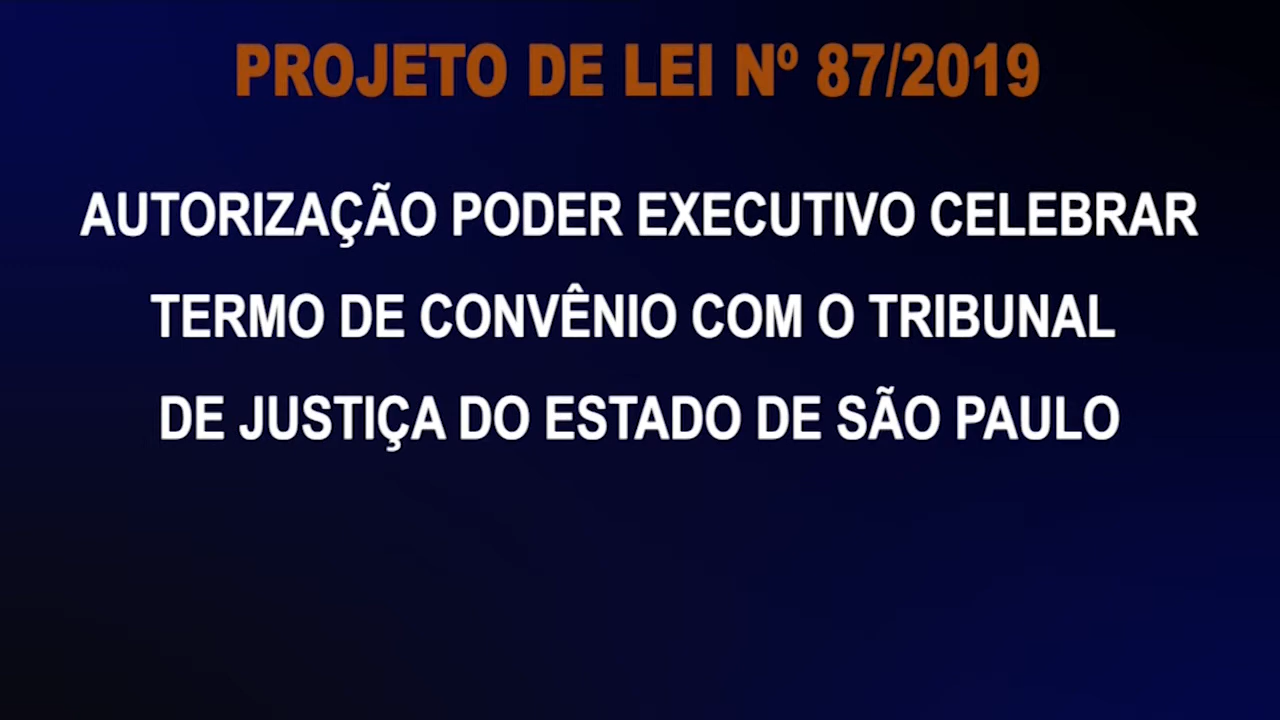 PROJETO DE LEI Nº 87/2019
AUTORIZAÇÃO PODER EXECUTIVO CELEBRAR
TERMO DE CONVÊNIO COM O TRIBUNAL
DE JUSTIÇA DO ESTADO DE SÃO PAULO